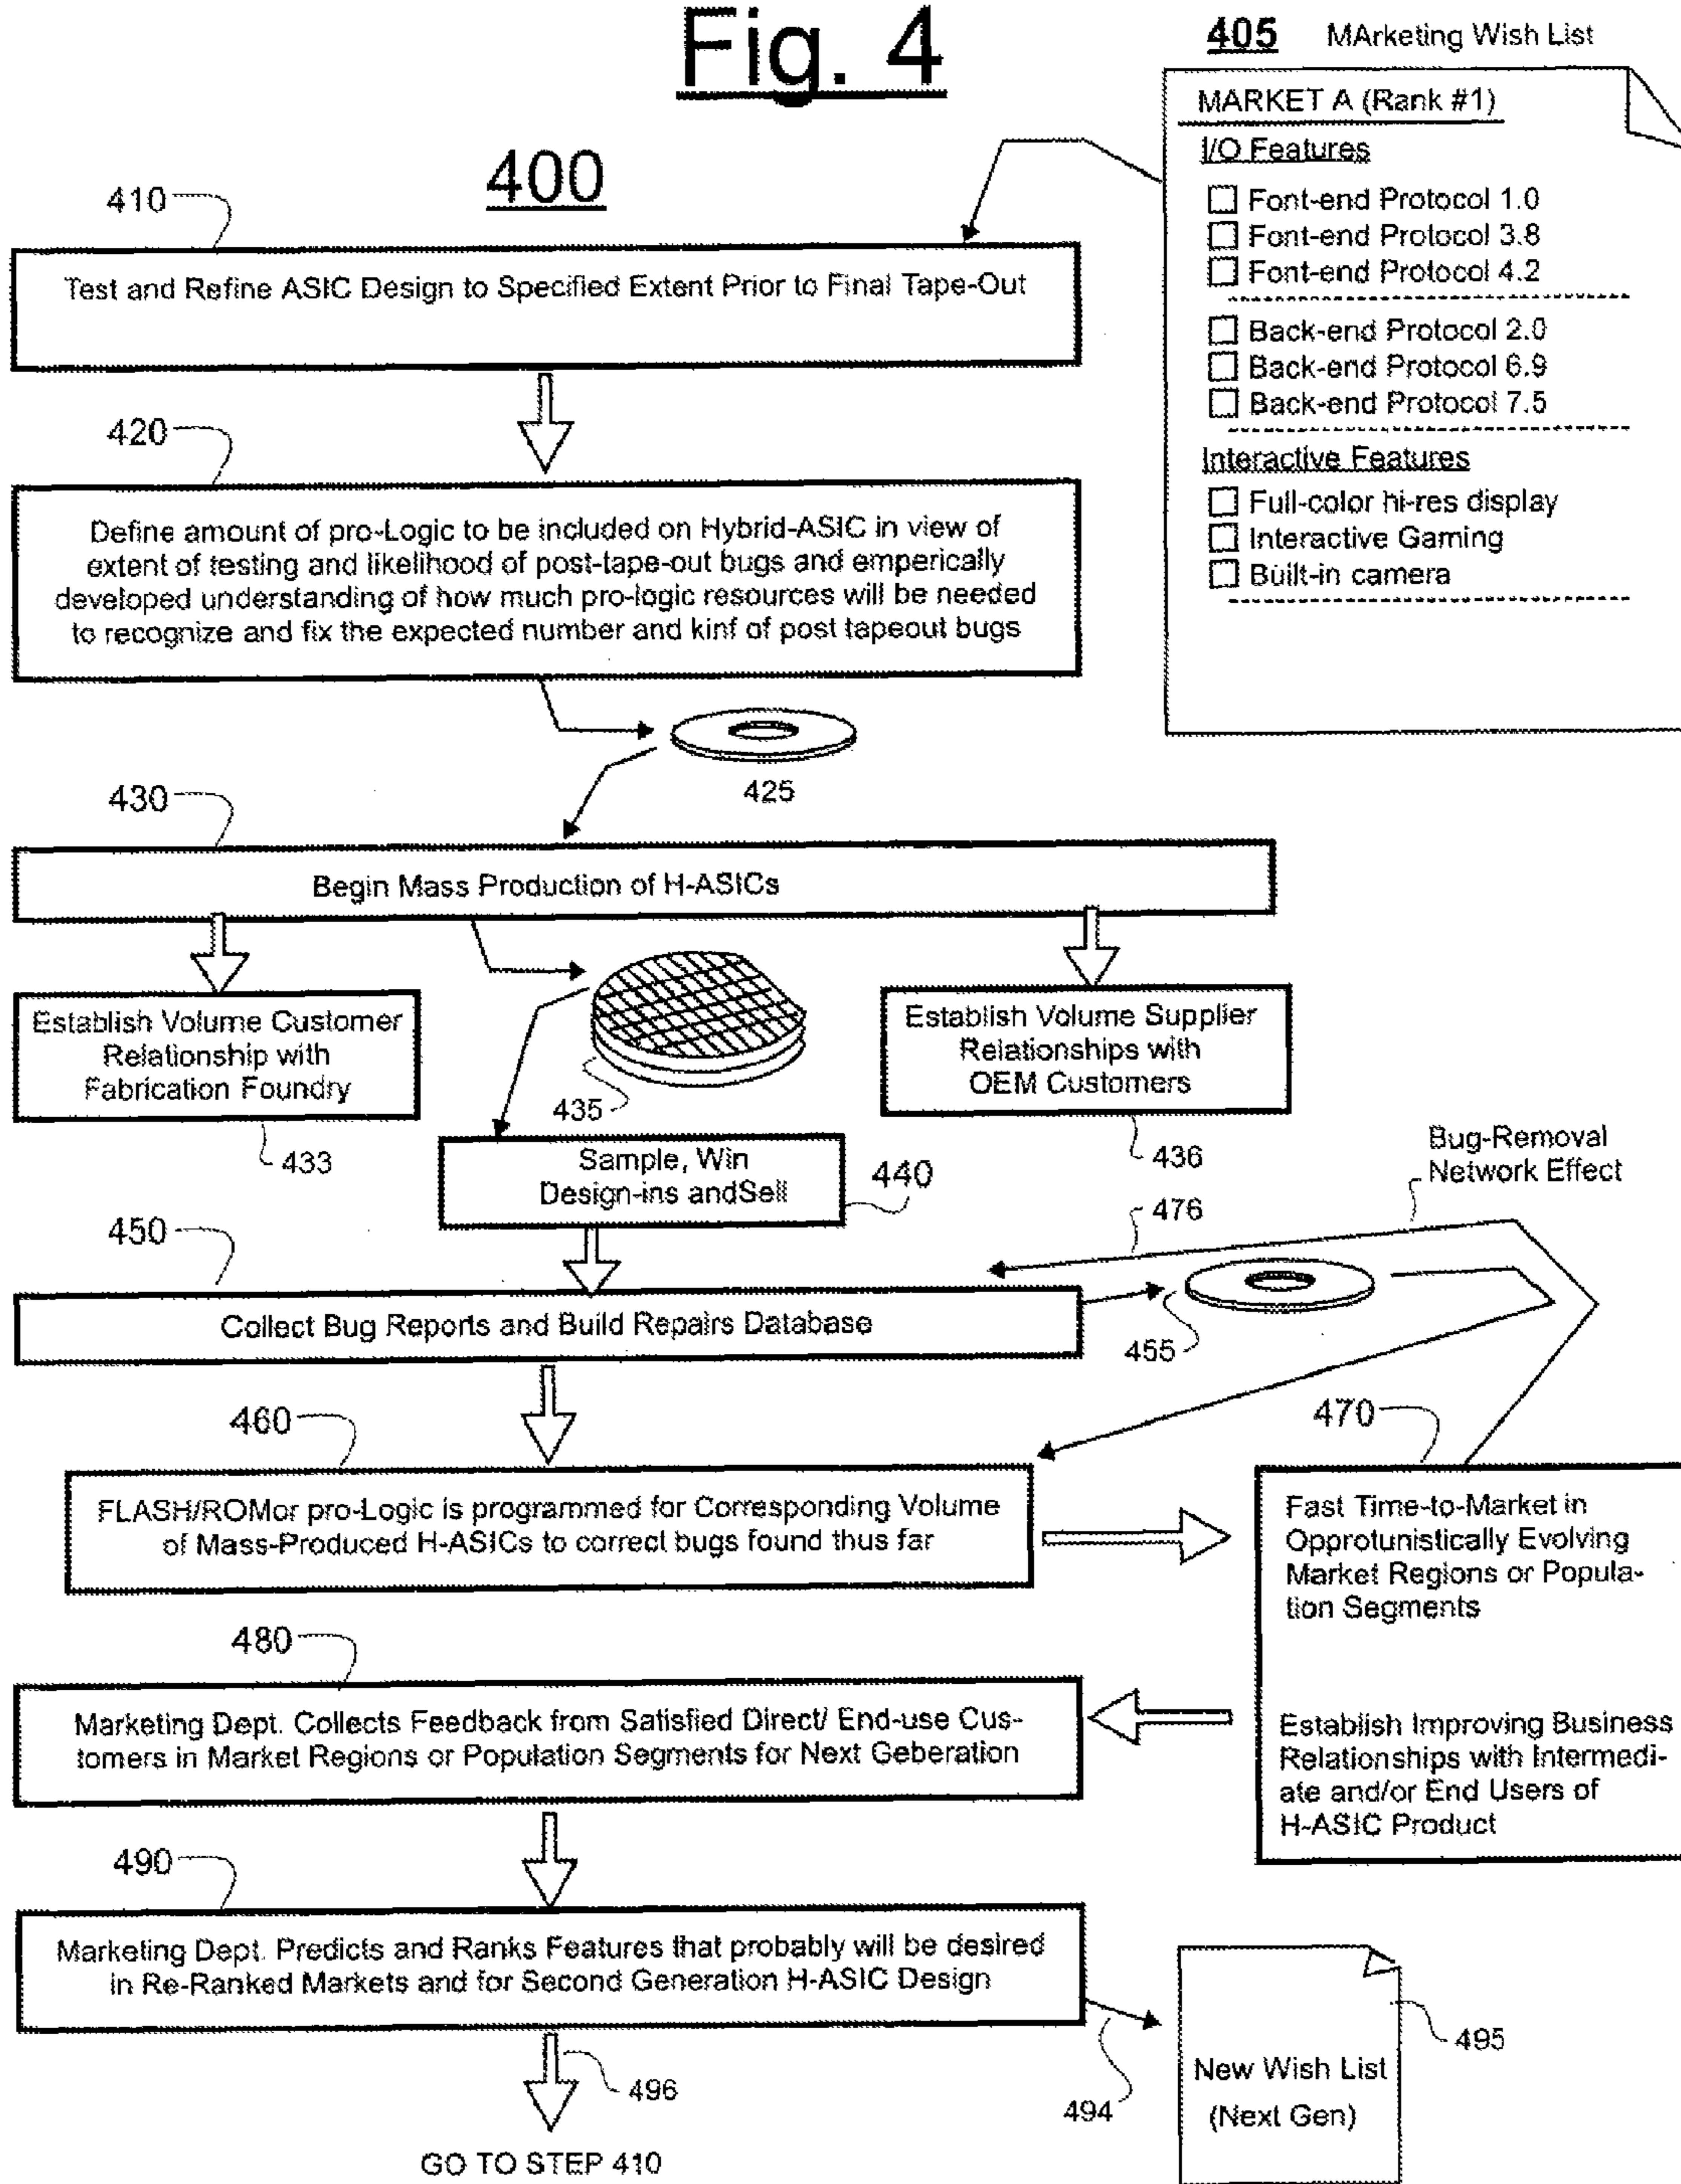 Fig. 4
405 MArketing Wish List
MARKET A (Rank #1)
I/O Features
Font-end Protocol 1.0
Font-end Protocol 3.8
Font-end Protocol 4.2
Back-end Protocol 2.0
Back-end Protocol 6.9
Back-end Protocol 7.5
Interactive Features
Full-color hi-res display
Interactive Gaming
Built-in camera
400
410
Test and Refine ASIC Design to Specified Extent Prior to Final Tape-Out
420
Define amount of pro-Logic to be included on Hybrid-ASIC in view of
extent of testing and likelihood of post-tape-out bugs and emperically
developed understanding of how much pro-logic resources will be needed
to recognize and fix the expected number and kinf of post tapeout bugs
425
430
Begin Mass Production of H-ASICs
Establish Volume Customer
Relationship with
Fabrication Foundry
433
435
Establish Volume Supplier
Relationships with
OEM Customers
436
Sample, Win
Design-ins andSell
440
Bug-Removal
Network Effect
476
450
Collect Bug Reports and Build Repairs Database
455
460
FLASH/ROMor pro-Logic is programmed for Corresponding Volume
of Mass-Produced H-ASICs to correct bugs found thus far
470
Fast Time-to-Market in
Opprotunistically Evolving
Market Regions or Popula-
tion Segments
Establish Improving Business
Relationships with Intermedi-
ate and/or End Users of
H-ASIC Product
480
Marketing Dept. Collects Feedback from Satisfied Direct/ End-use Cus-
tomers in Market Regions or Population Segments for Next Geberation
490
Marketing Dept. Predicts and Ranks Features that probably will be desired
in Re-Ranked Markets and for Second Generation H-ASIC Design
494
495
New Wish List
(Next Gen)
496
GO TO STEP 410